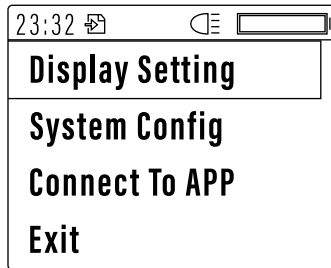 23:32
Display Setting
System Config
Connect To APP
Exit